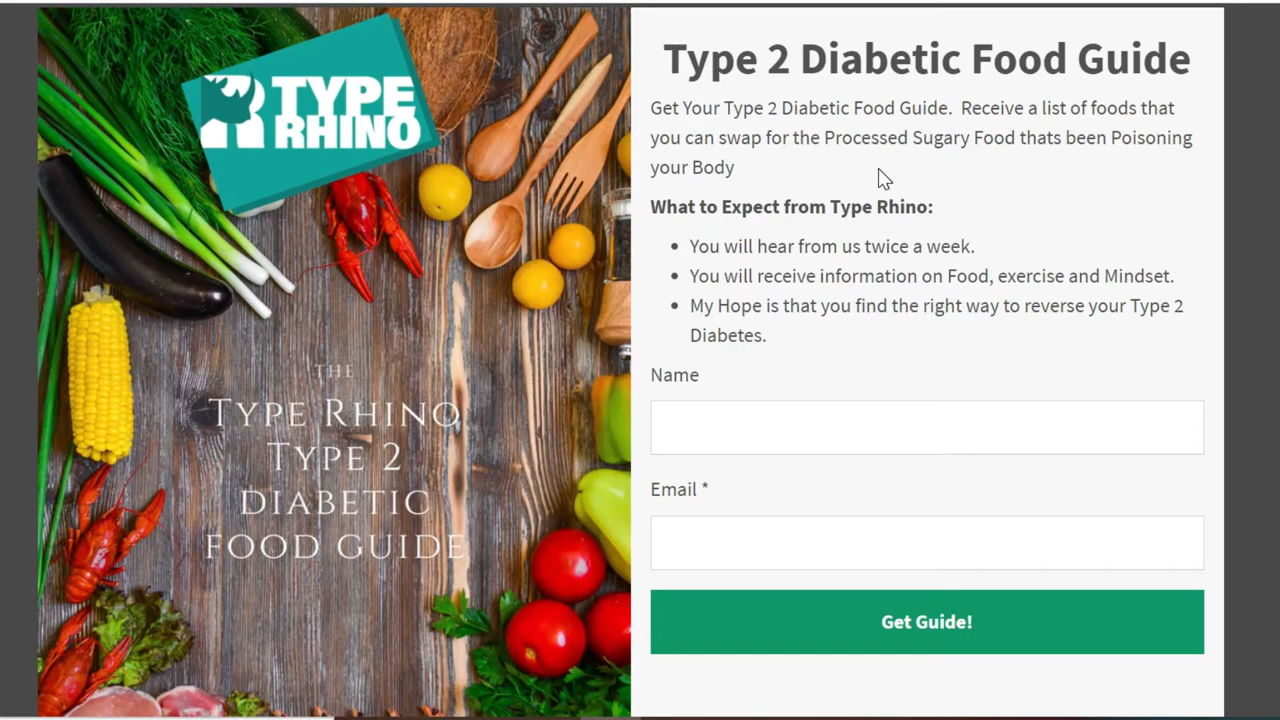 TYPE
RHINO
THE
TYPE RHINO
TYPE 2
DIABETIC
FOOD GUIDE
Type 2 Diabetic Food Guide
Get Your Type 2 Diabetic Food Guide.  Receive a list of foods that
you can swap for the Processed Sugary Food thats been Poisoning
your Body
What to Expect from Type Rhino:
• You will hear from us twice a week.
• You will receive information on Food, exercise and Mindset.
• My Hope is that you find the right way to reverse your Type 2
Diabetes.
Name
Email *
Get Guide!